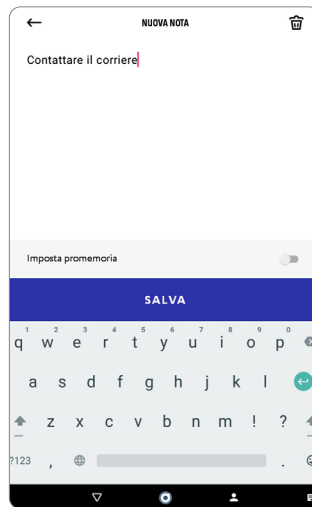 NUOVA NOTA
Contattare il corriere
Imposta promemoria
SALVA
1 2 3 4 5 6 7 8 9 0
q w e r t y u i o p
a s d f g h j k l
z x c v b n m ! ?
?123 , .